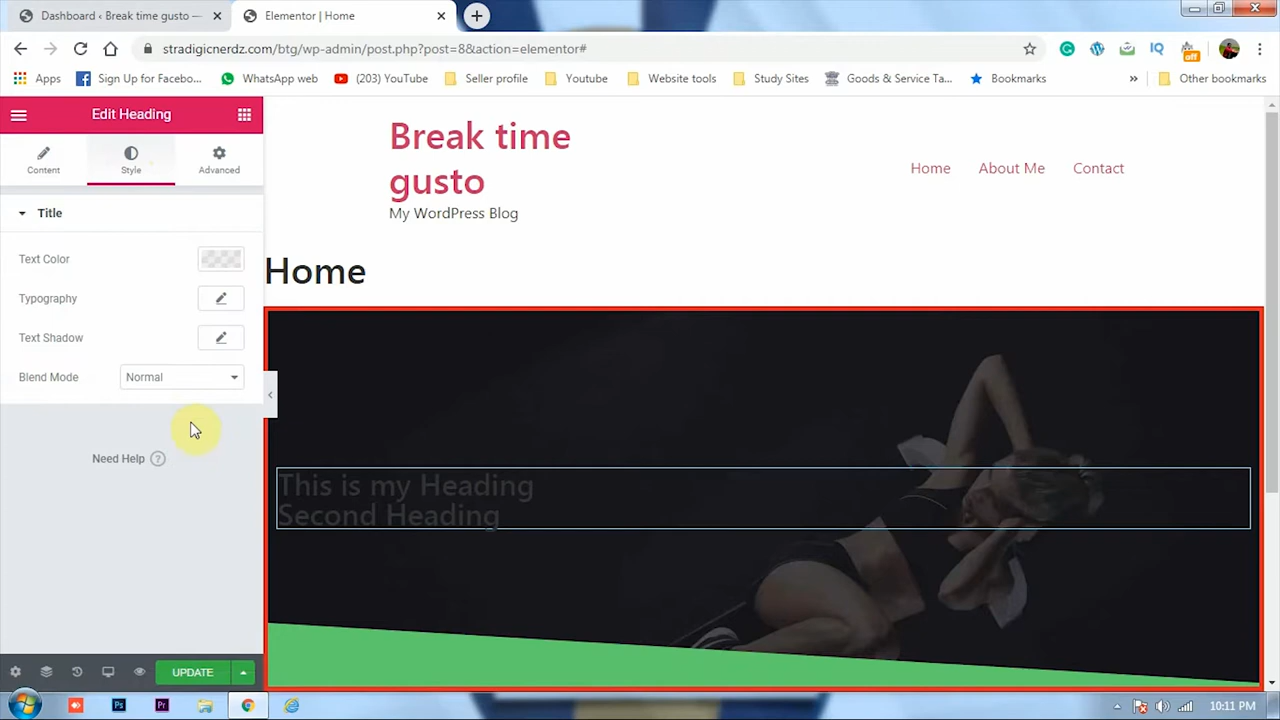 Dashboard ‹ Break time gusto —
Elementor | Home
stradigicnerdz.com/btg/wp-admin/post.php?post=8&action=elementor#
off
Apps
Sign Up for Facebo...
WhatsApp web
(203) YouTube
Seller profile
Youtube
Website tools
Study Sites
Goods & Service Ta...
Bookmarks
»
Other bookmarks
Edit Heading
Content
Style
Advanced
Title
Text Color
Typography
Text Shadow
Blend Mode
Normal
Need Help ?
UPDATE
Break time
gusto
My WordPress Blog
Home
About Me
Contact
Home
This is my Heading
Second Heading
Ps
Pr
10:11 PM